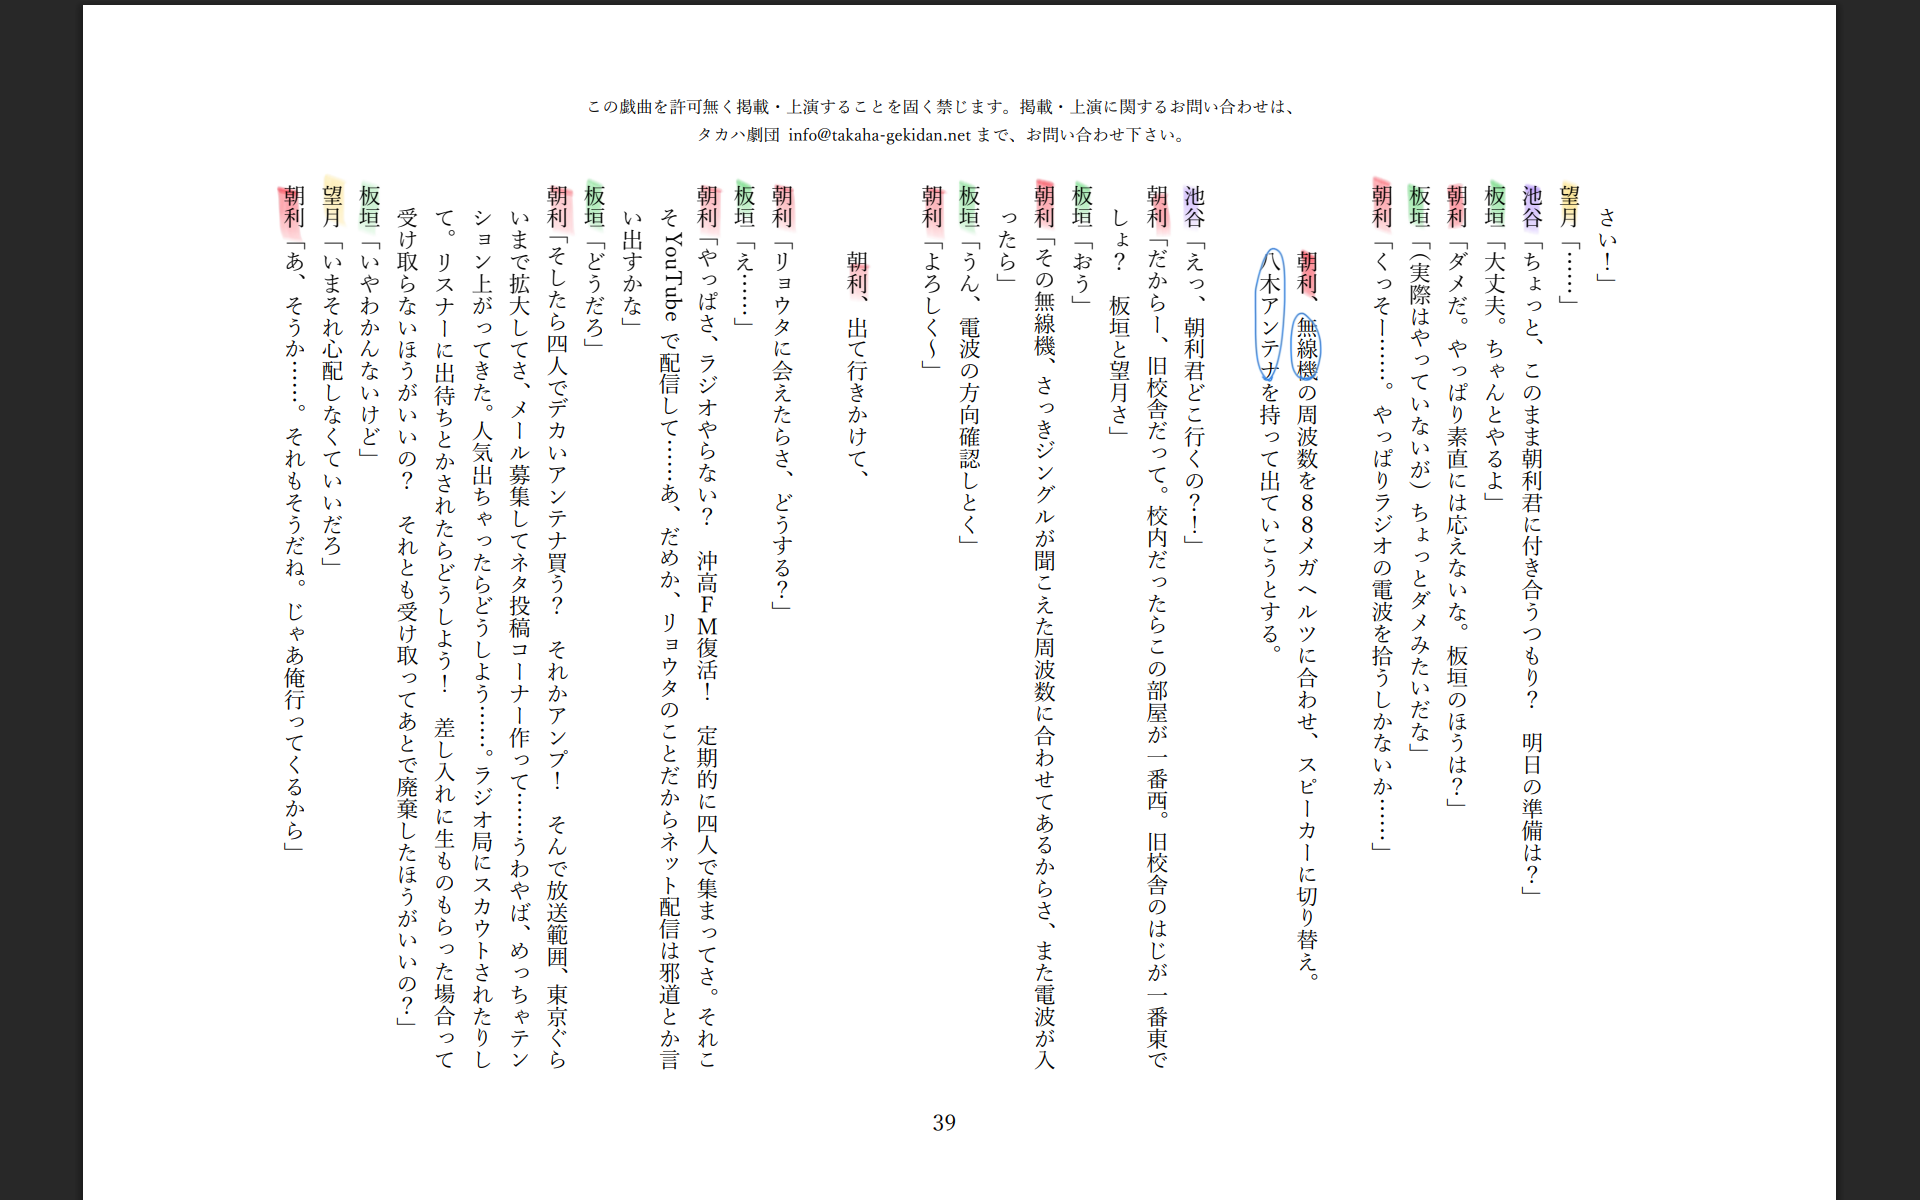 この戯曲を許可無く掲載・上演することを固く禁じます。掲載・上演に関するお問い合わせは、
タカハ劇団 info@takaha-gekidan.net まで、お問い合わせ下さい。
さい！」
望月「……」
池谷「ちょっと、このまま朝利君に付き合うつもり？　明日の準備は？」
板垣「大丈夫。ちゃんとやるよ」
朝利「ダメだ。やっぱり素直には応えないな。板垣のほうは？」
板垣「（実際はやっていないが）ちょっとダメみたいだな」
朝利「くっそー……。やっぱりラジオの電波を拾うしかないか……」
朝利、無線機の周波数を８８メガヘルツに合わせ、スピーカーに切り替え。
八木アンテナを持って出ていこうとする。
池谷「えっ、朝利君どこ行くの？！」
朝利「だからー、旧校舎だって。校内だったらこの部屋が一番西。旧校舎のはじが一番東で
しょ？　板垣と望月さ」
板垣「おう」
朝利「その無線機、さっきジングルが聞こえた周波数に合わせてあるからさ、また電波が入
ったら」
板垣「うん、電波の方向確認しとく」
朝利「よろしく～」
朝利、出て行きかけて、
朝利「リョウタに会えたらさ、どうする？」
板垣「え……」
朝利「やっぱさ、ラジオやらない？　沖高ＦＭ復活！　定期的に四人で集まってさ。それこ
そ YouTube で配信して……あ、だめか、リョウタのことだからネット配信は邪道とか言
い出すかな」
板垣「どうだろ」
朝利「そしたら四人でデカいアンテナ買う？　それかアンプ！　そんで放送範囲、東京ぐら
いまで拡大してさ、メール募集してネタ投稿コーナー作って……うわやば、めっちゃテン
ション上がってきた。人気出ちゃったらどうしよう……。ラジオ局にスカウトされたりし
て。リスナーに出待ちとかされたらどうしよう！　差し入れに生ものもらった場合って
受け取らないほうがいいの？　それとも受け取ってあとで廃棄したほうがいいの？」
板垣「いやわかんないけど」
望月「いまそれ心配しなくていいだろ」
朝利「あ、そうか……。それもそうだね。じゃあ俺行ってくるから」
39